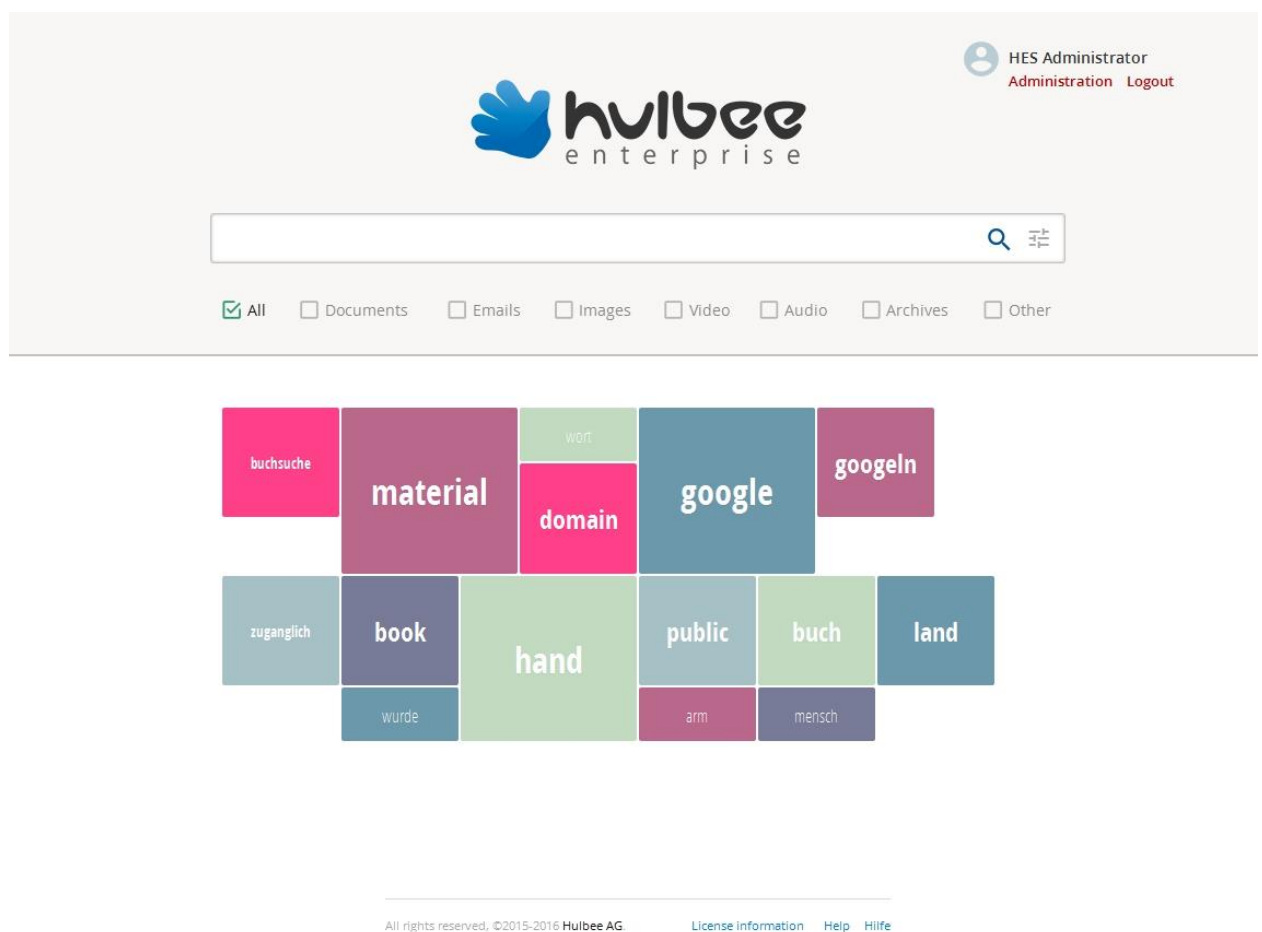 HES Administrator
Administration Logout
hulbee
enterprise
All Documents Emails Images Video Audio Archives Other
buchsuche
material
wort
domain
google
googeln
zuganglich
book
hand
public
buch
land
wurde
arm
mensch
All rights reserved, ©2015-2016 Hulbee AG. License information Help Hilfe